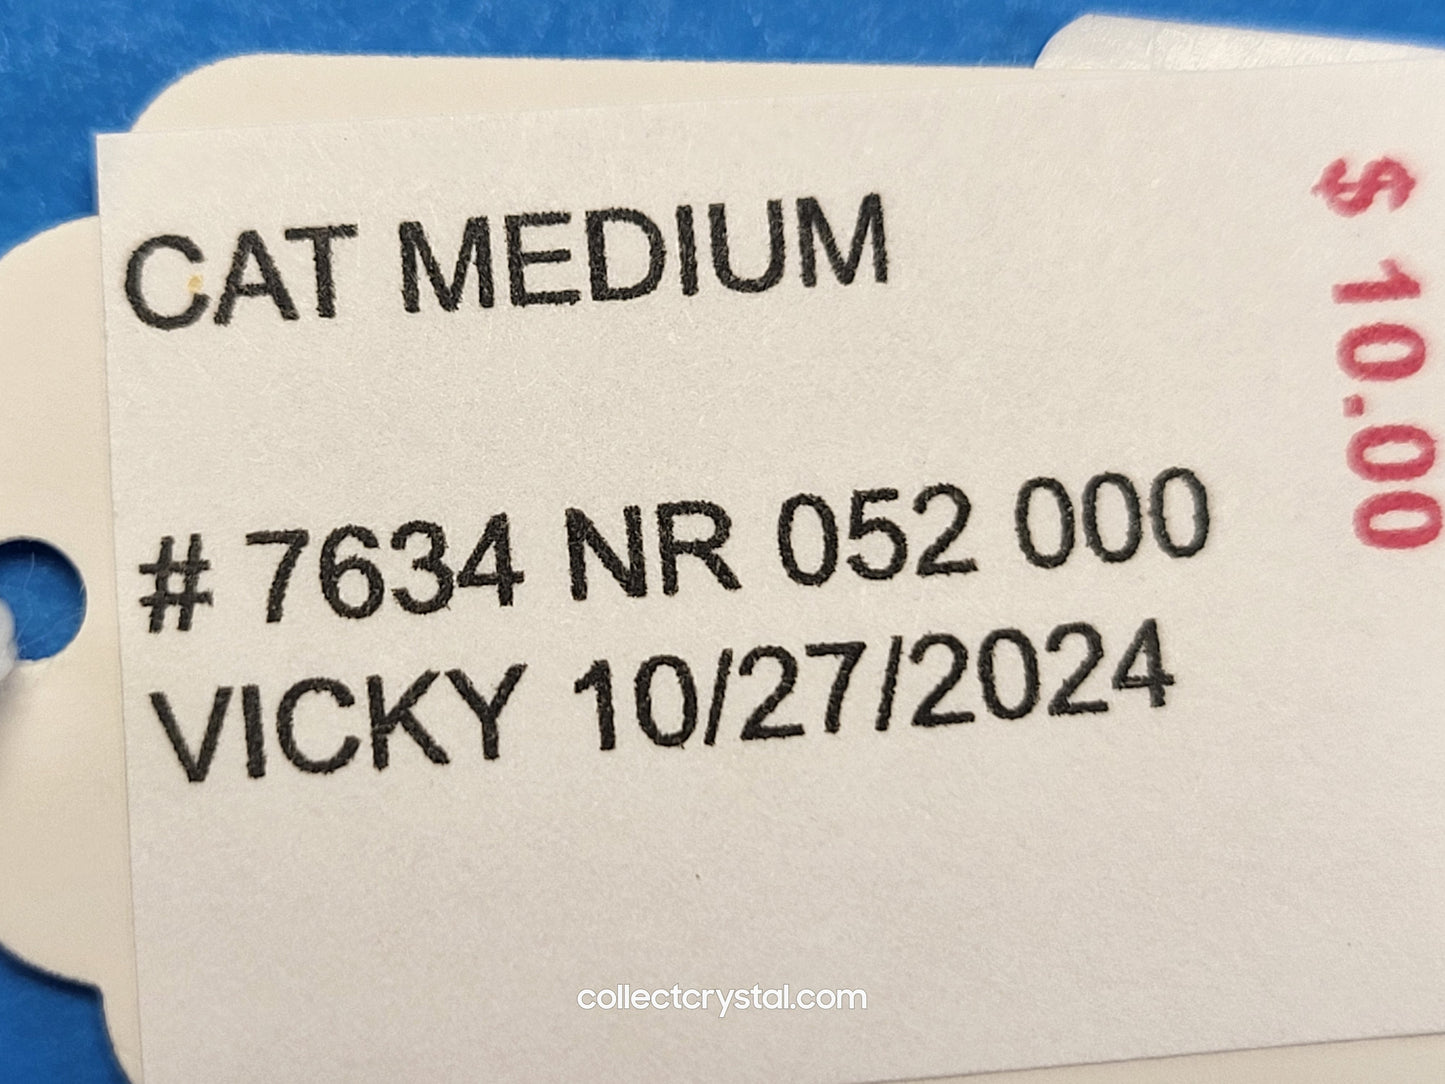 CAT MEDIUM
# 7634 NR 052 000
VICKY 10/27/2024
$ 10.00
collectcrystal.com